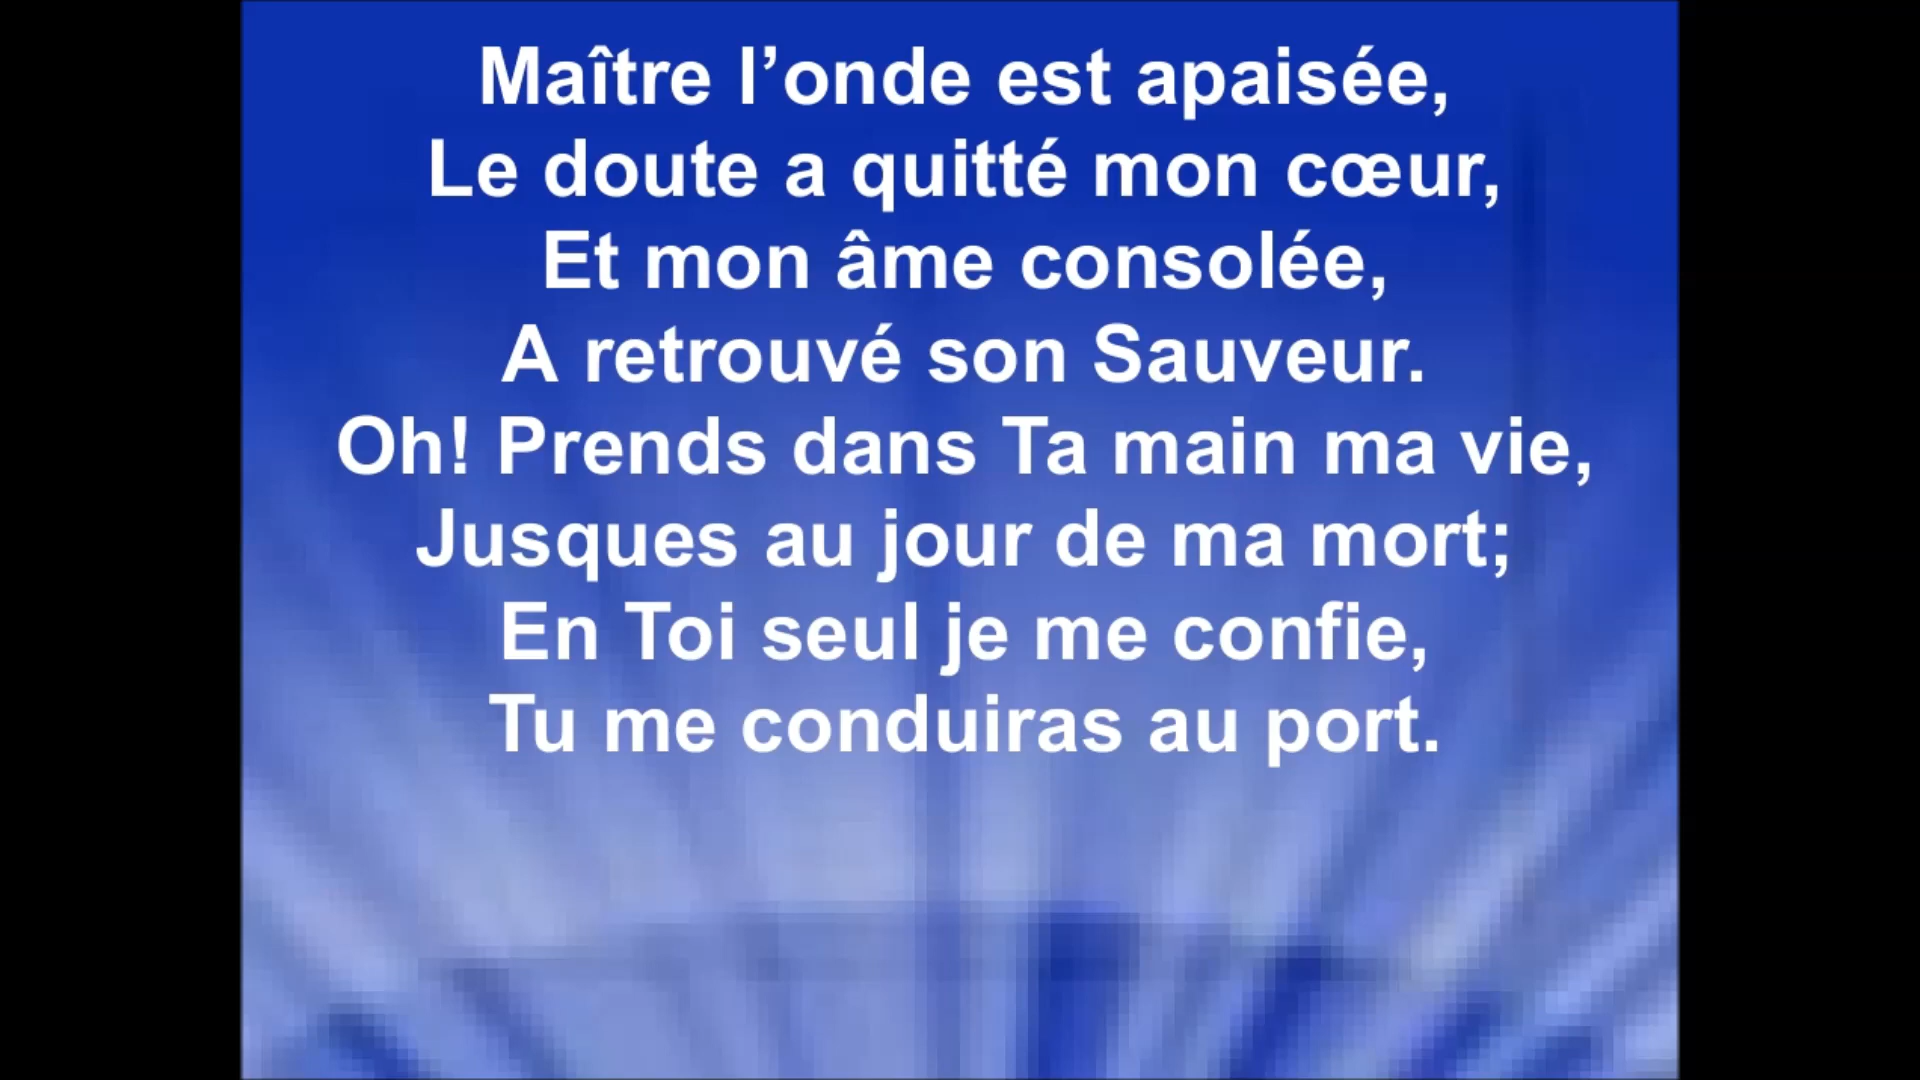 Maître l’onde est apaisée,
Le doute a quitté mon cœur,
Et mon âme consolée,
A retrouvé son Sauveur.
Oh! Prends dans Ta main ma vie,
Jusques au jour de ma mort;
En Toi seul je me confie,
Tu me conduiras au port.